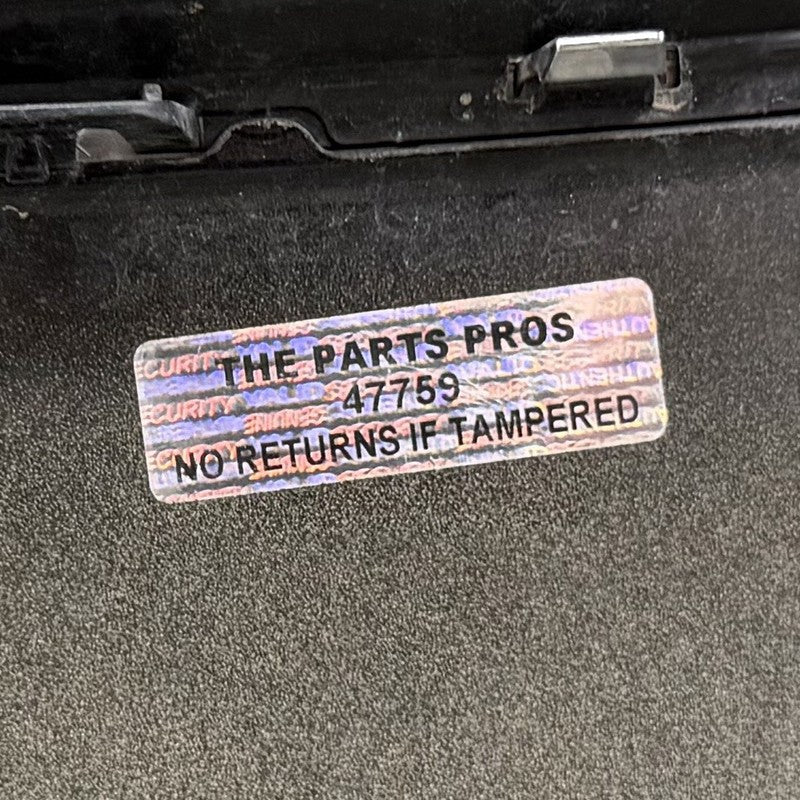 THE PARTS PROS
47759
NO RETURNS IF TAMPERED